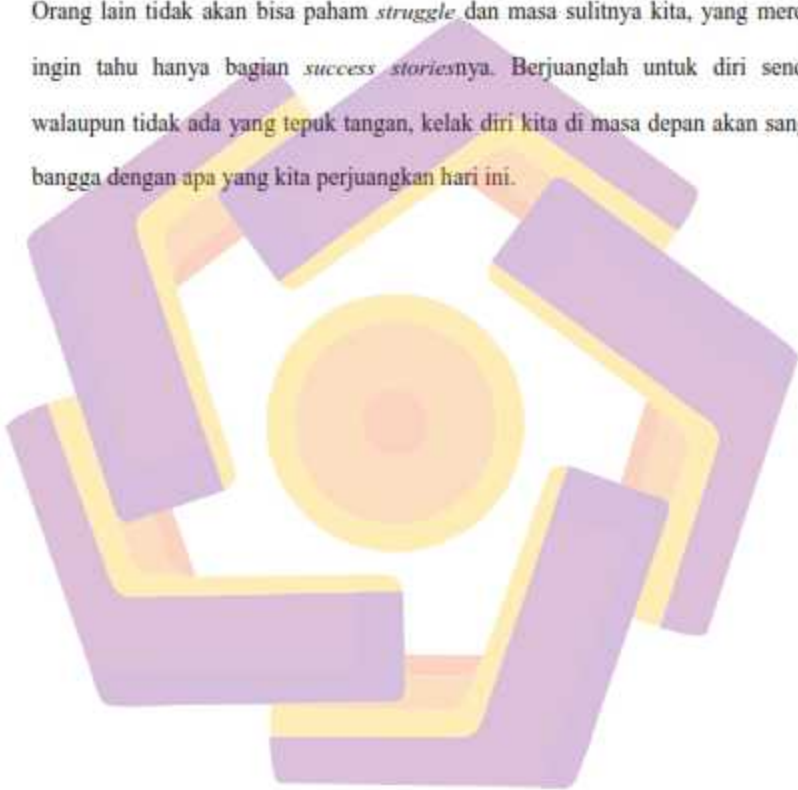 Orang lain tidak akan bisa paham struggle dan masa sulitnya kita, yang
ingin tahu hanya bagian success storiesnya. Berjuanglah untuk diri
walaupun tidak ada yang tepuk tangan, kelak diri kita di masa depan akan
bangga dengan apa yang kita perjuangkan hari ini.